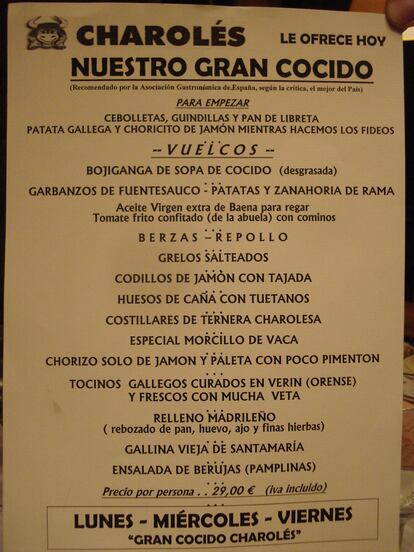 CHAROLÉS
LE OFRECE HOY
NUESTRO GRAN COCIDO
(Recomendado por la Asociación Gastronómica de España, según la crítica, el mejor del País)
PARA EMPEZAR
CEBOLLETAS, GUINDILLAS Y PAN DE LIBRETA
PATATA GALLEGA Y CHORICITO DE JAMÓN MIENTRAS HACEMOS LOS FIDEOS
--VUELCOS--
BOJIGANGA DE SOPA DE COCIDO (desgrasada)
GARBANZOS DE FUENTESAUCO - PATATAS Y ZANAHORIA DE RAMA
Aceite Virgen extra de Baena para regar
Tomate frito confitado (de la abuela) con cominos
BERZAS – REPOLLO
GRELOS SALTEADOS
CODILLOS DE JAMÒN CON TAJADA
HUESOS DE CAÑA CON TUETANOS
COSTILLARES DE TERNERA CHAROLESA
ESPECIAL MORCILLO DE VACA
CHORIZO SOLO DE JAMON Y PALETA CON POCO PIMENTON
TOCINOS GALLEGOS CURADOS EN VERIN (ORENSE)
Y FRESCOS CON MUCHA VETA
RELLENO MADRILEÑO
( rebozado de pan, huevo, ajo y finas hierbas)
GALLINA VIEJA DE SANTAMARÍA
ENSALADA DE BERUJAS (PAMPLINAS)
Precio por persona . . 29,00 € (iva incluido)
LUNES - MIÉRCOLES - VIERNES
“GRAN COCIDO CHAROLÉS”